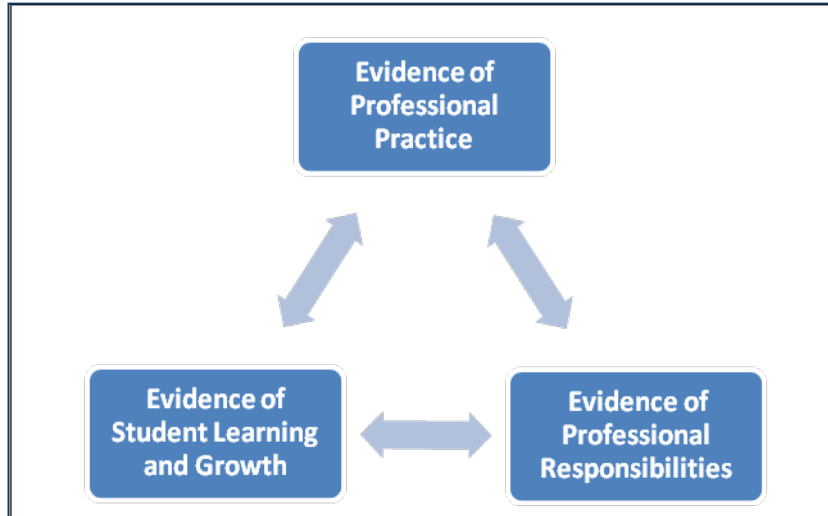 Evidence of
Professional
Practice
Evidence of
Student Learning
and Growth
Evidence of
Professional
Responsibilities